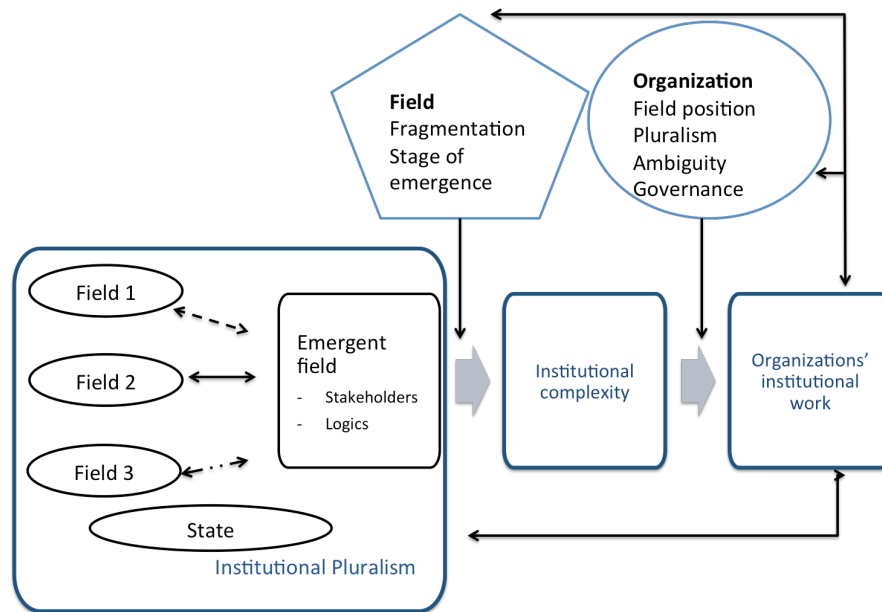 Field
Fragmentation
Stage of
emergence
Organization
Field position
Pluralism
Ambiguity
Governance
Field 1
Field 2
Field 3
State
Emergent
field
- Stakeholders
- Logics
Institutional Pluralism
Institutional
complexity
Organizations’
institutional
work